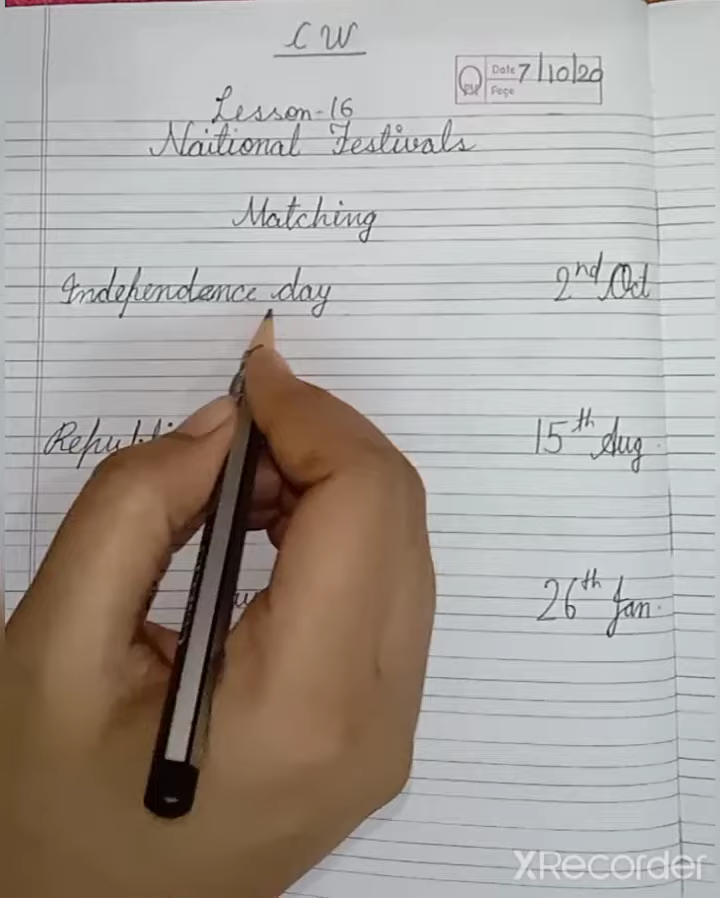 CW
Date 7/10/20
Page
Lesson-16
Naitional Festivals
Matching
Independence day 2nd Oct
15th Aug.
26th Jan.
XRecorder